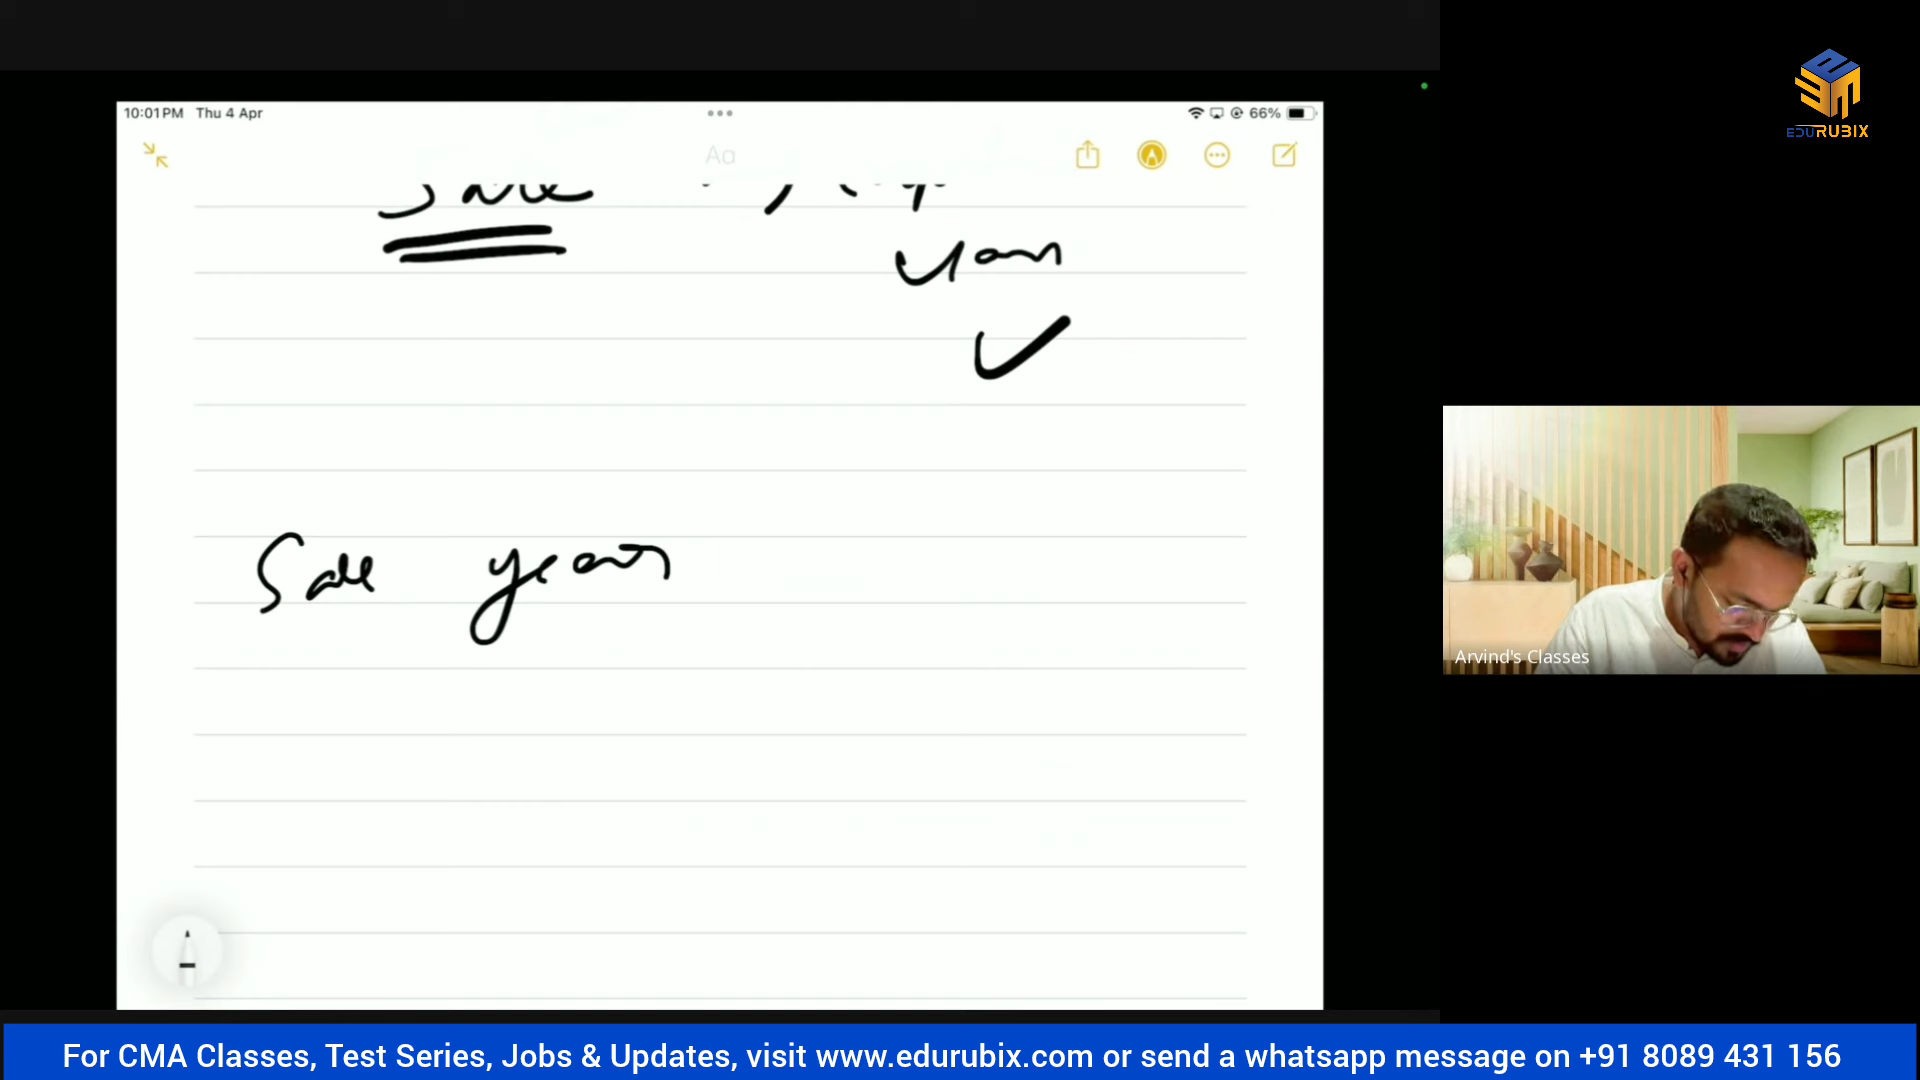 EDURUBIX
10:01 PM Thu 4 Apr
66%
Aa
Sale
year
Sale year
Arvind's Classes
For CMA Classes, Test Series, Jobs & Updates, visit www.edurubix.com or send a whatsapp message on +91 8089 431 156